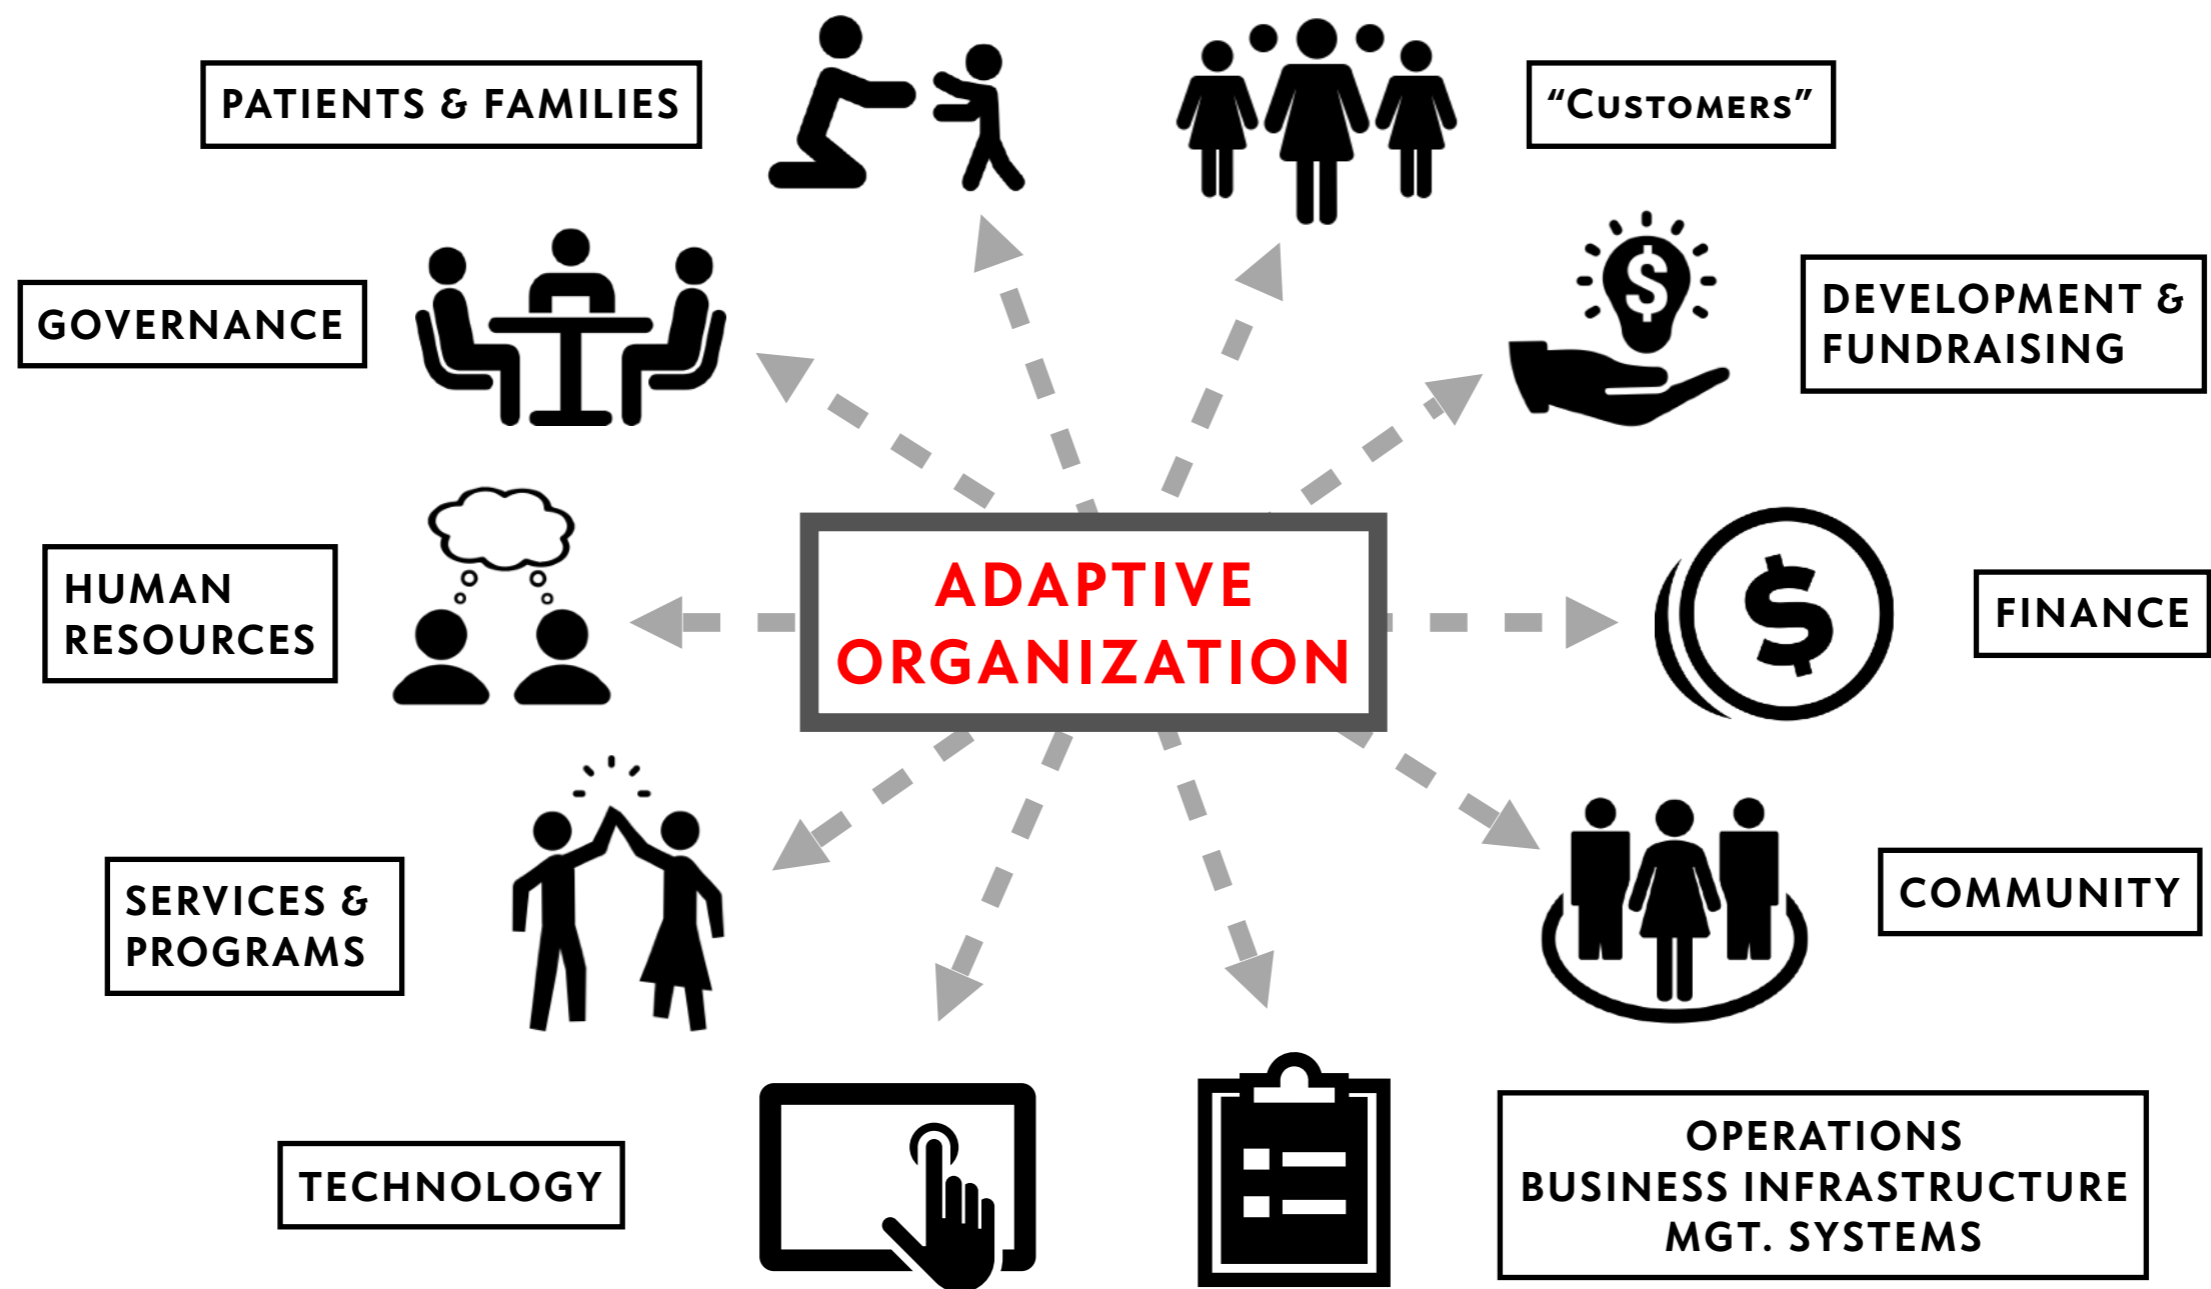 PATIENTS & FAMILIES
“CUSTOMERS”
GOVERNANCE
DEVELOPMENT &
FUNDRAISING
HUMAN
RESOURCES
ADAPTIVE
ORGANIZATION
$
$
FINANCE
SERVICES &
PROGRAMS
COMMUNITY
TECHNOLOGY
OPERATIONS
BUSINESS INFRASTRUCTURE
MGT. SYSTEMS